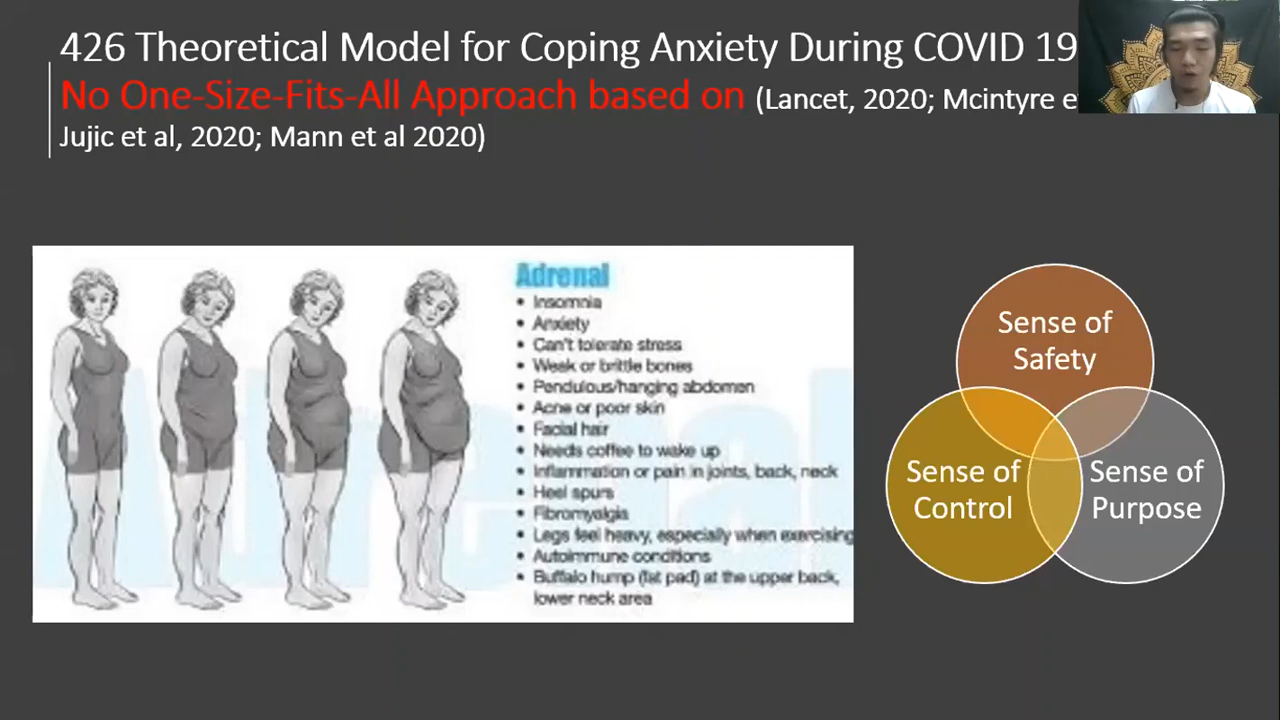 426 Theoretical Model for Coping Anxiety During COVID 19
No One-Size-Fits-All Approach based on (Lancet, 2020; Mcintyre
Jujic et al, 2020; Mann et al 2020)
Adrenal
• Insomnia
• Anxiety
• Can't tolerate stress
• Weak or brittle bones
• Pendulous/hanging abdomen
• Acne or poor skin
• Facial hair
• Needs coffee to wake up
• Inflammation or pain in joints, back, neck
• Heel spurs
• Fibromyalgia
• Legs feel heavy, especially when exercising
• Autoimmune conditions
• Buffalo hump (fat pad) at the upper back,
lower neck area
Sense of
Safety
Sense of
Control
Sense of
Purpose